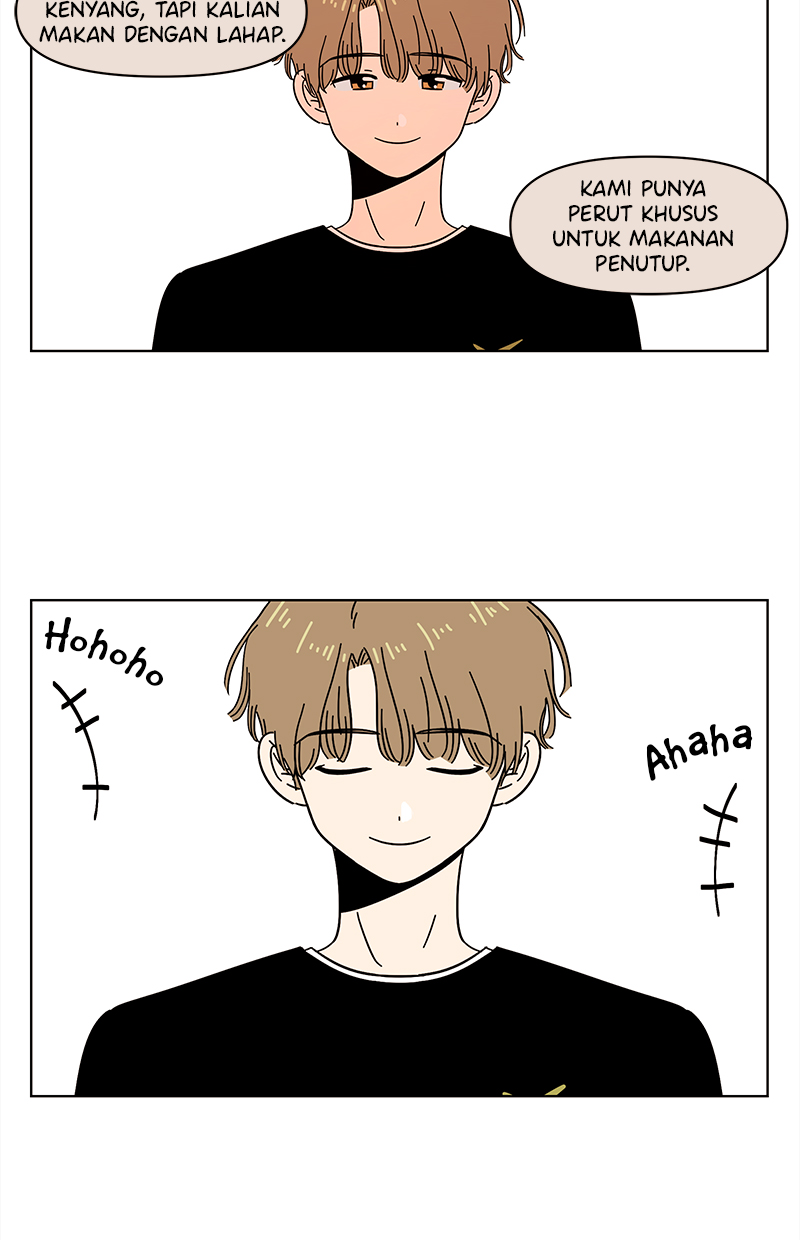 KENYANG, TAPI KALIAN
MAKAN DENGAN LAHAP.
KAMI PUNYA
PERUT KHUSUS
UNTUK MAKANAN
PENUTUP.
Hohoho
Ahaha